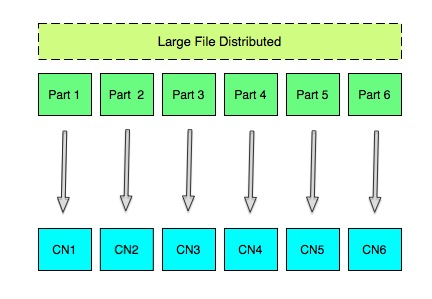 Large File Distributed
Part 1 Part 2 Part 3 Part 4 Part 5 Part 6
CN1 CN2 CN3 CN4 CN5 CN6